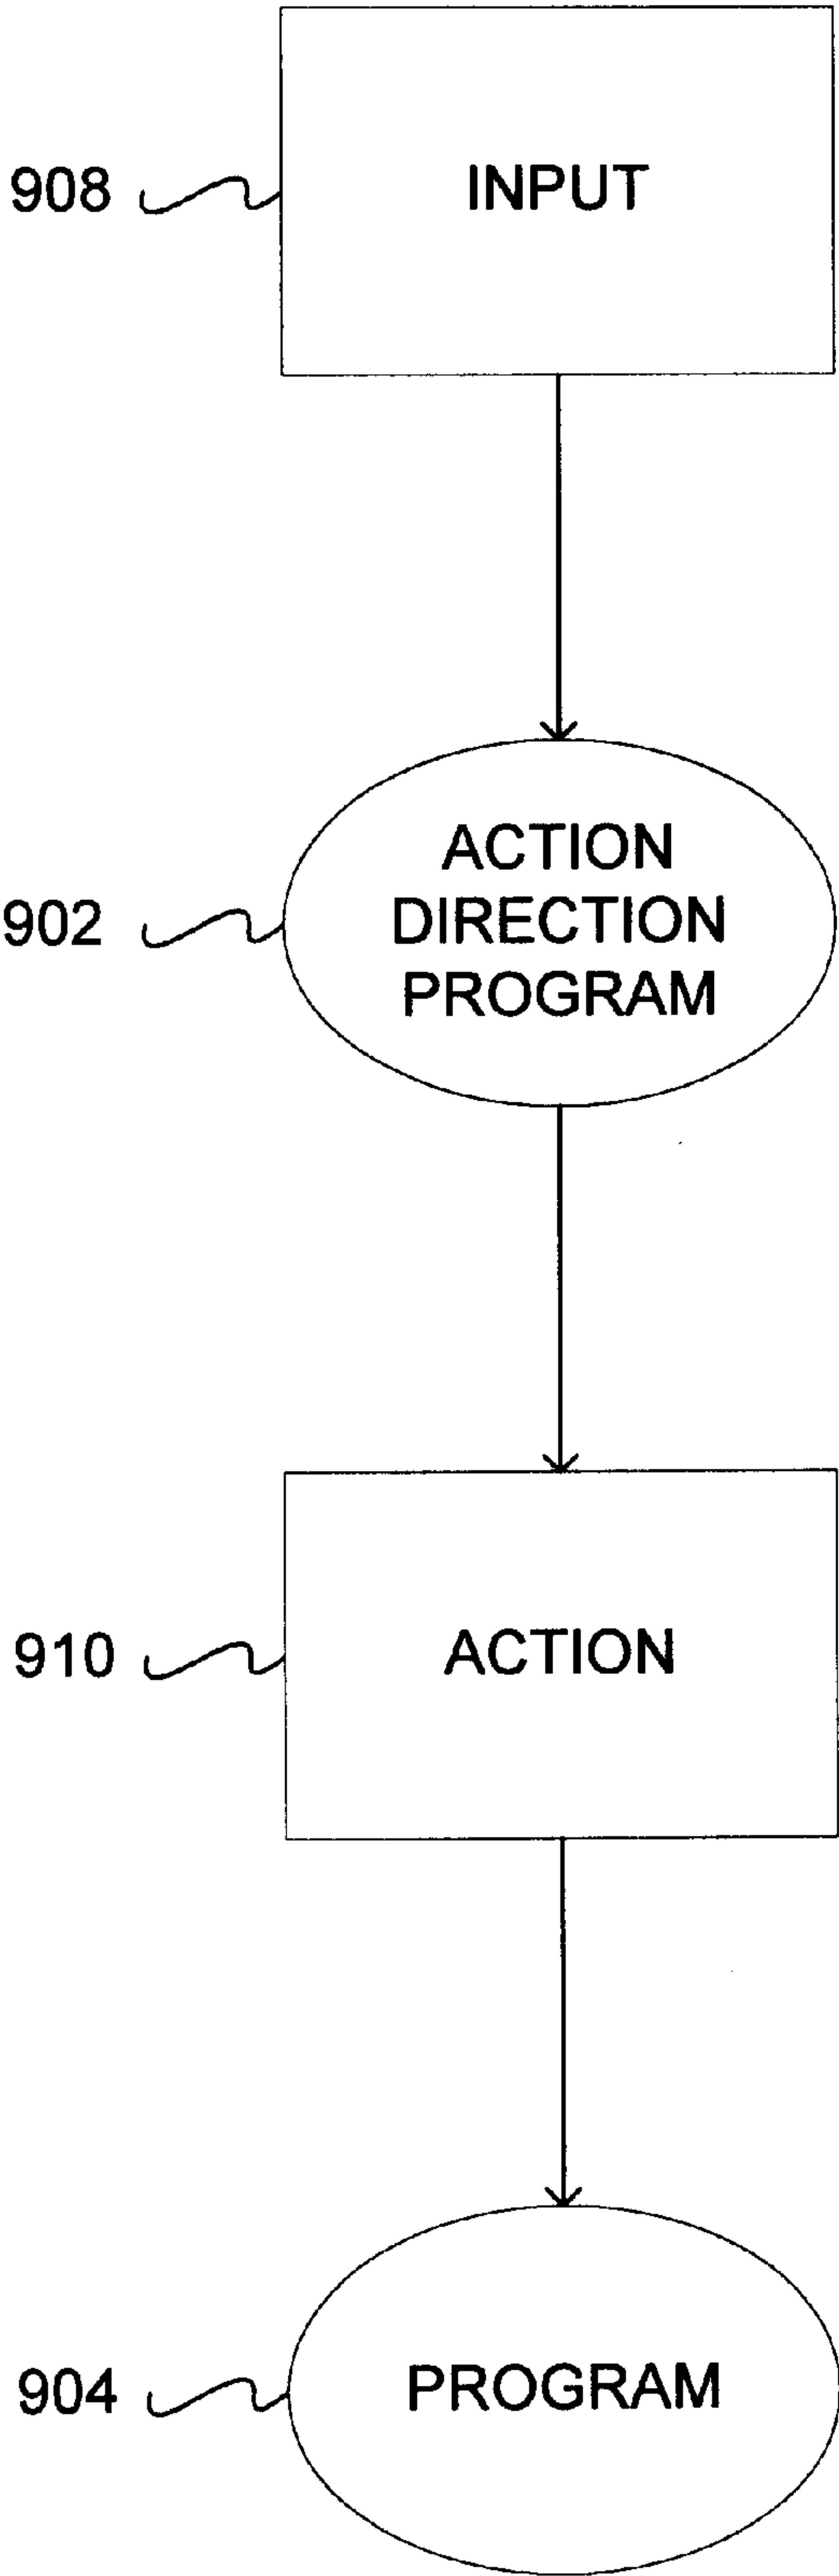 908
INPUT
902
ACTION
DIRECTION
PROGRAM
910
ACTION
904
PROGRAM